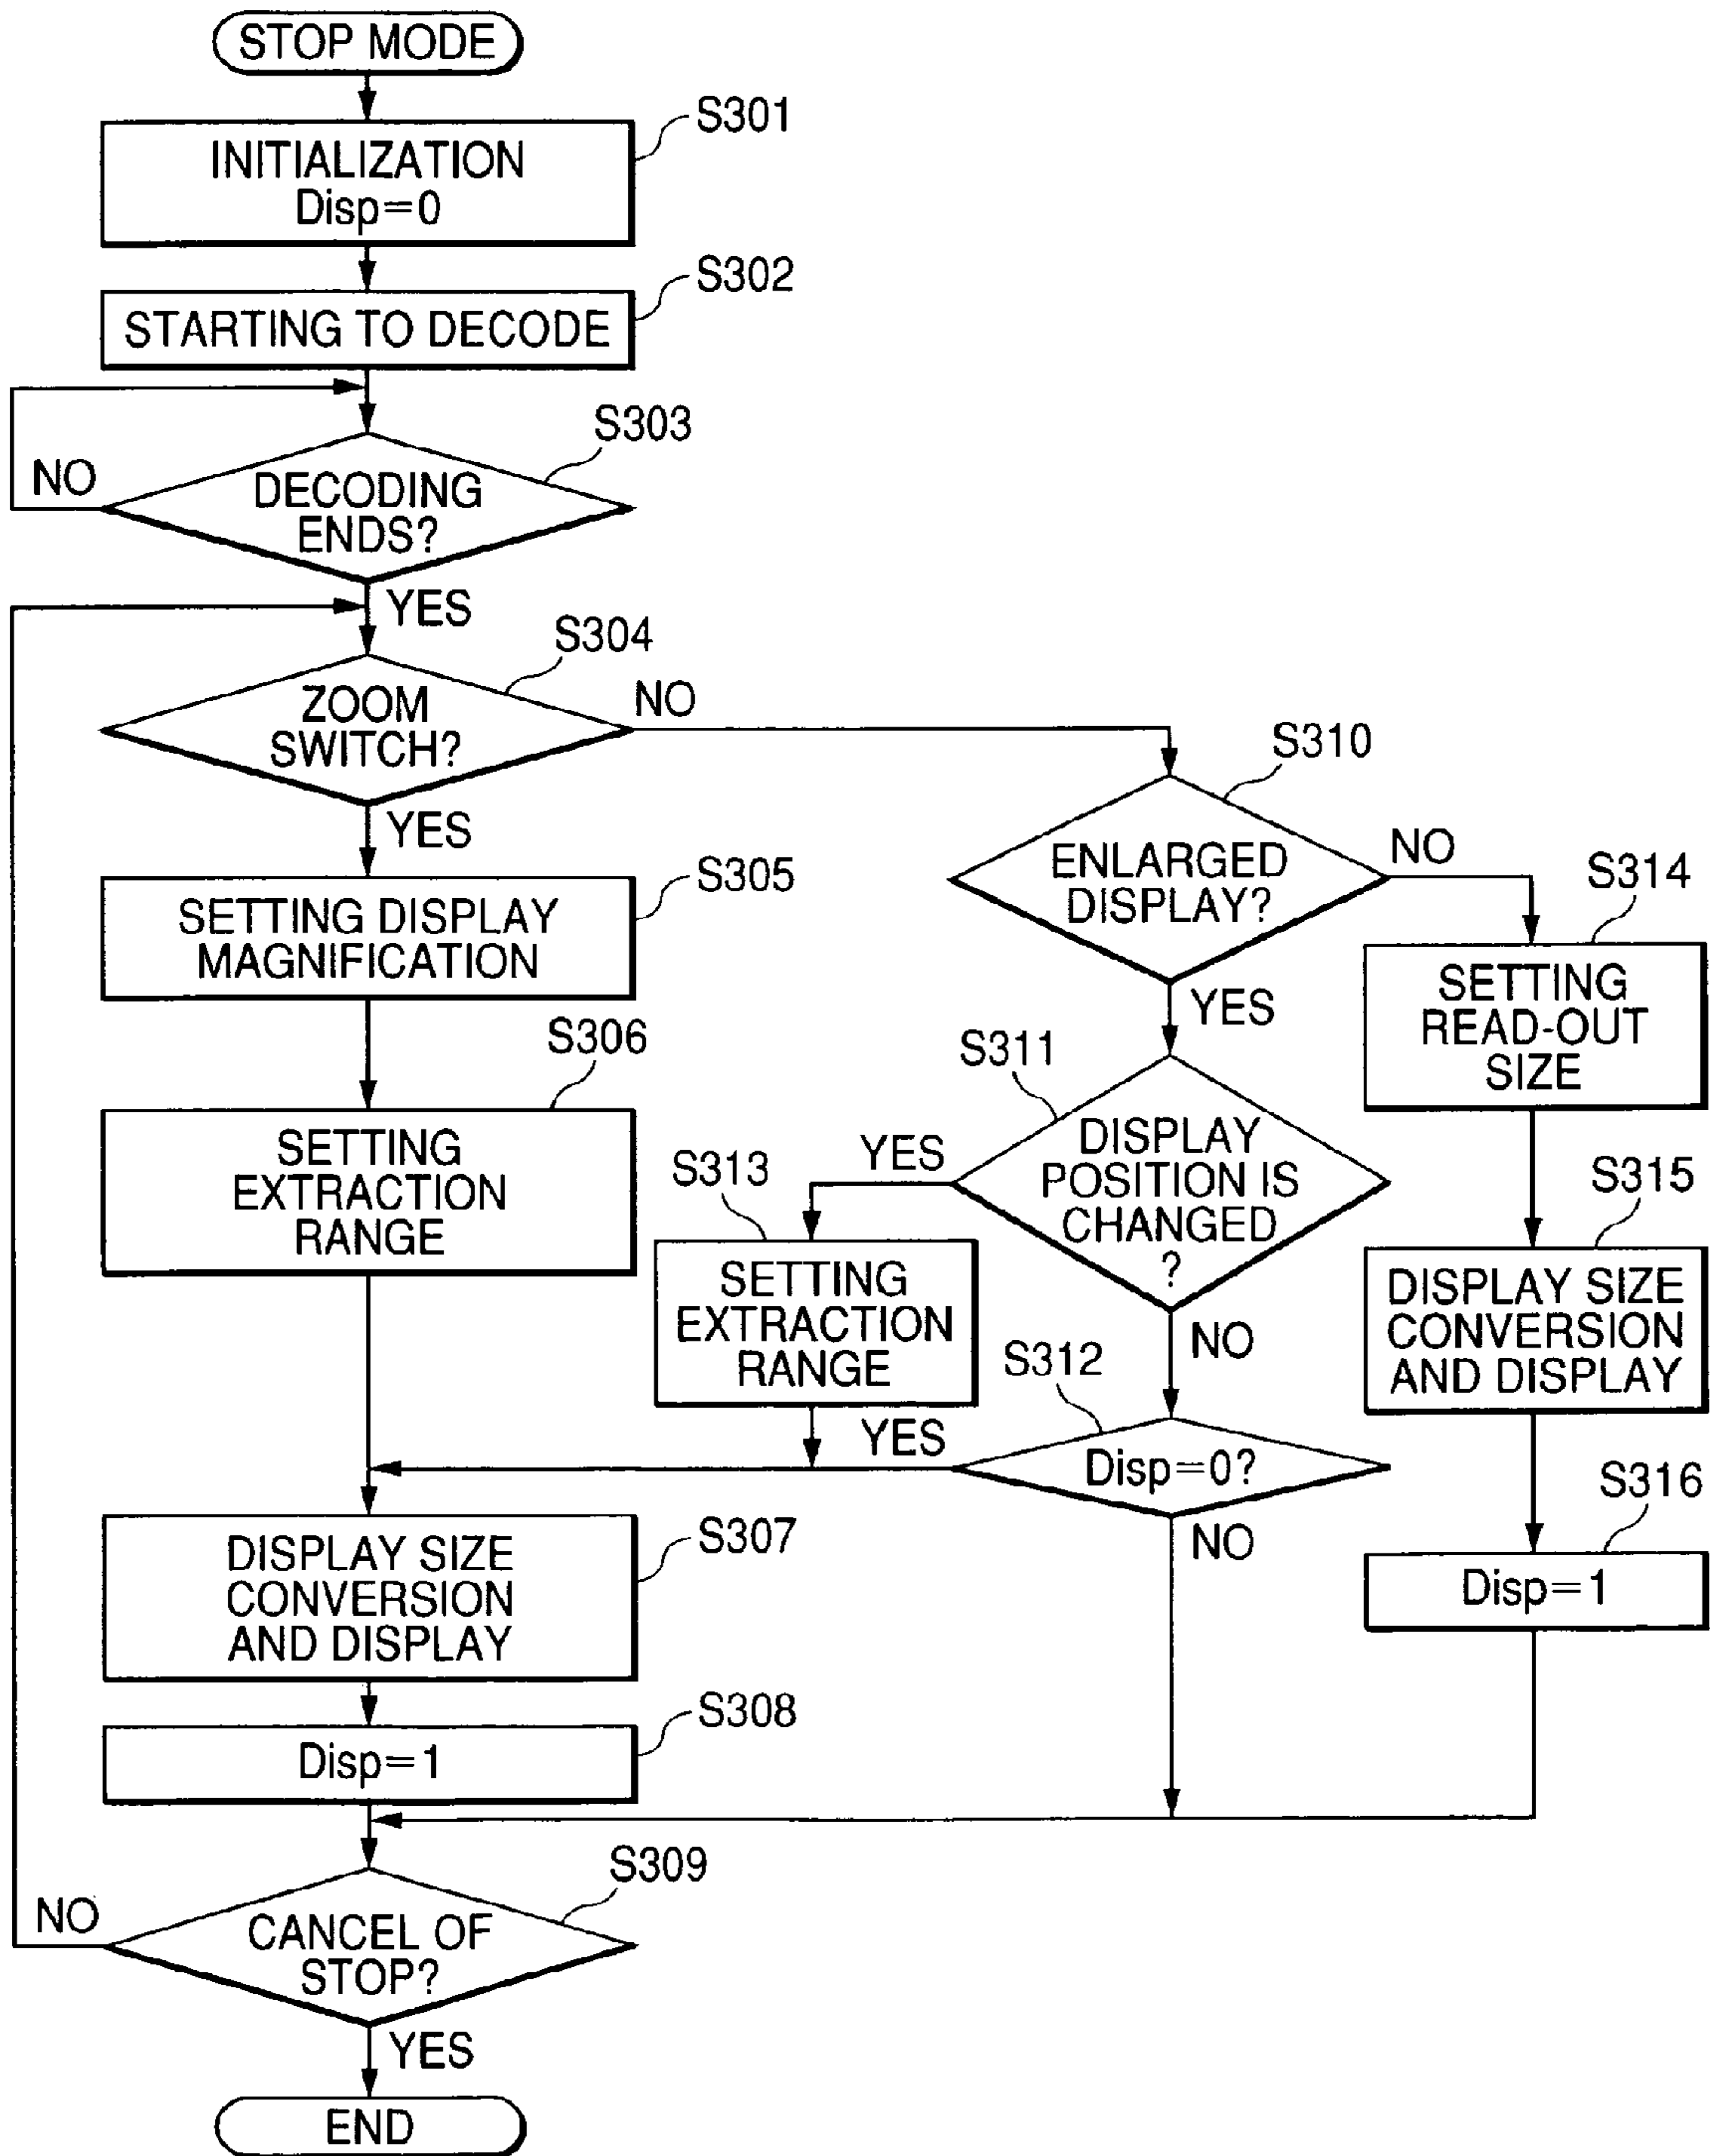 STOP MODE
S301
INITIALIZATION
Disp=0
S302
STARTING TO DECODE
S303
NO
DECODING
ENDS?
YES
S304
ZOOM
SWITCH?
NO
YES
S310
ENLARGED
DISPLAY?
NO
YES
S305
SETTING DISPLAY
MAGNIFICATION
S314
SETTING
READ-OUT
SIZE
S306
SETTING
EXTRACTION
RANGE
S311
DISPLAY
POSITION IS
CHANGED
?
YES
NO
S313
SETTING
EXTRACTION
RANGE
S315
DISPLAY SIZE
CONVERSION
AND DISPLAY
S312
YES
Disp=0?
NO
S316
Disp=1
S307
DISPLAY SIZE
CONVERSION
AND DISPLAY
S308
Disp=1
S309
NO
CANCEL OF
STOP?
YES
END